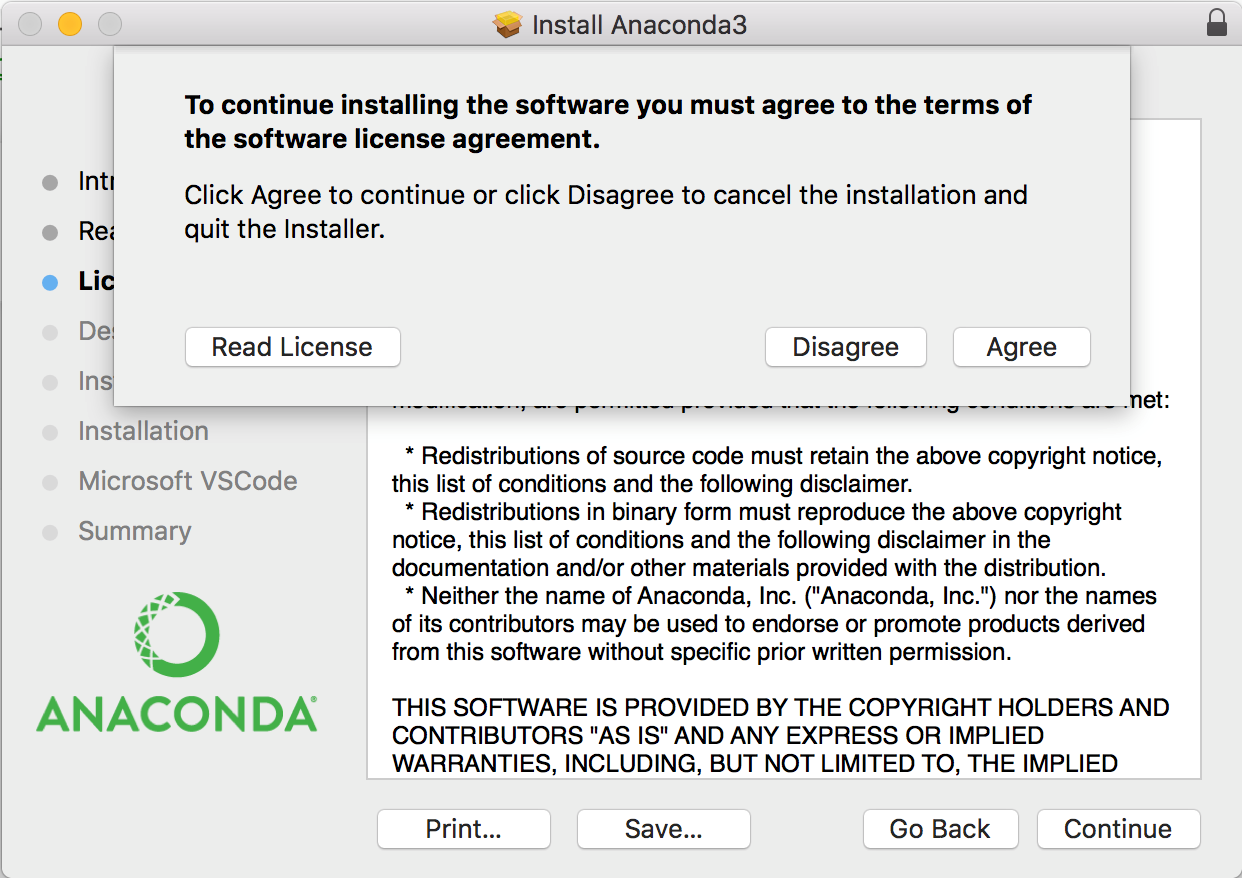 Install Anaconda3
To continue installing the software you must agree to the terms of
the software license agreement.
Click Agree to continue or click Disagree to cancel the installation and
quit the Installer.
Read License
Disagree
Agree
Installation
Microsoft VSCode
Summary
ANACONDA®
modification, are permitted provided that the following conditions are met:
* Redistributions of source code must retain the above copyright notice,
this list of conditions and the following disclaimer.
* Redistributions in binary form must reproduce the above copyright
notice, this list of conditions and the following disclaimer in the
documentation and/or other materials provided with the distribution.
* Neither the name of Anaconda, Inc. ("Anaconda, Inc.") nor the names
of its contributors may be used to endorse or promote products derived
from this software without specific prior written permission.
THIS SOFTWARE IS PROVIDED BY THE COPYRIGHT HOLDERS AND
CONTRIBUTORS "AS IS" AND ANY EXPRESS OR IMPLIED
WARRANTIES, INCLUDING, BUT NOT LIMITED TO, THE IMPLIED
Print...
Save...
Go Back
Continue